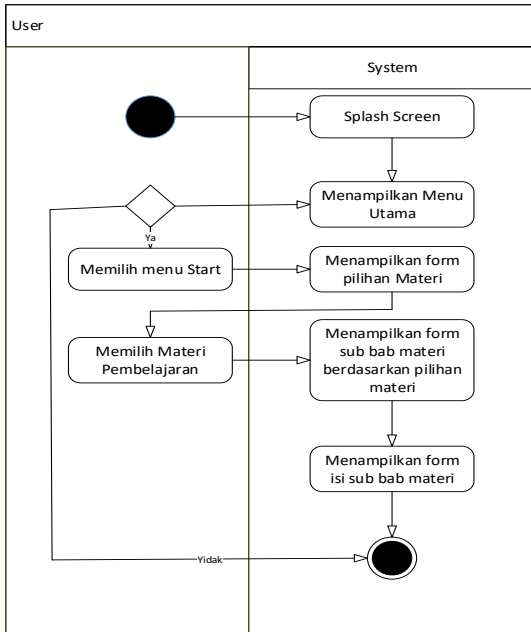 User
System
Splash Screen
Menampilkan Menu
Utama
Ya
Memilih menu Start
Menampilkan form
pilihan Materi
Memilih Materi
Pembelajaran
Menampilkan form
sub bab materi
berdasarkan pilihan
materi
Menampilkan form
isi sub bab materi
Yidak